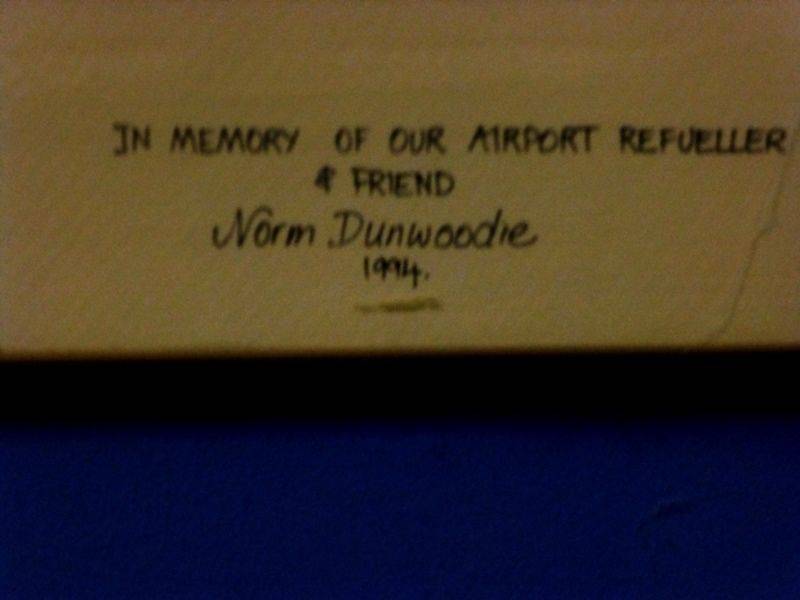 IN MEMORY OF OUR AIRPORT REFUELLER
& FRIEND
Norm Dunwoodie
1994.